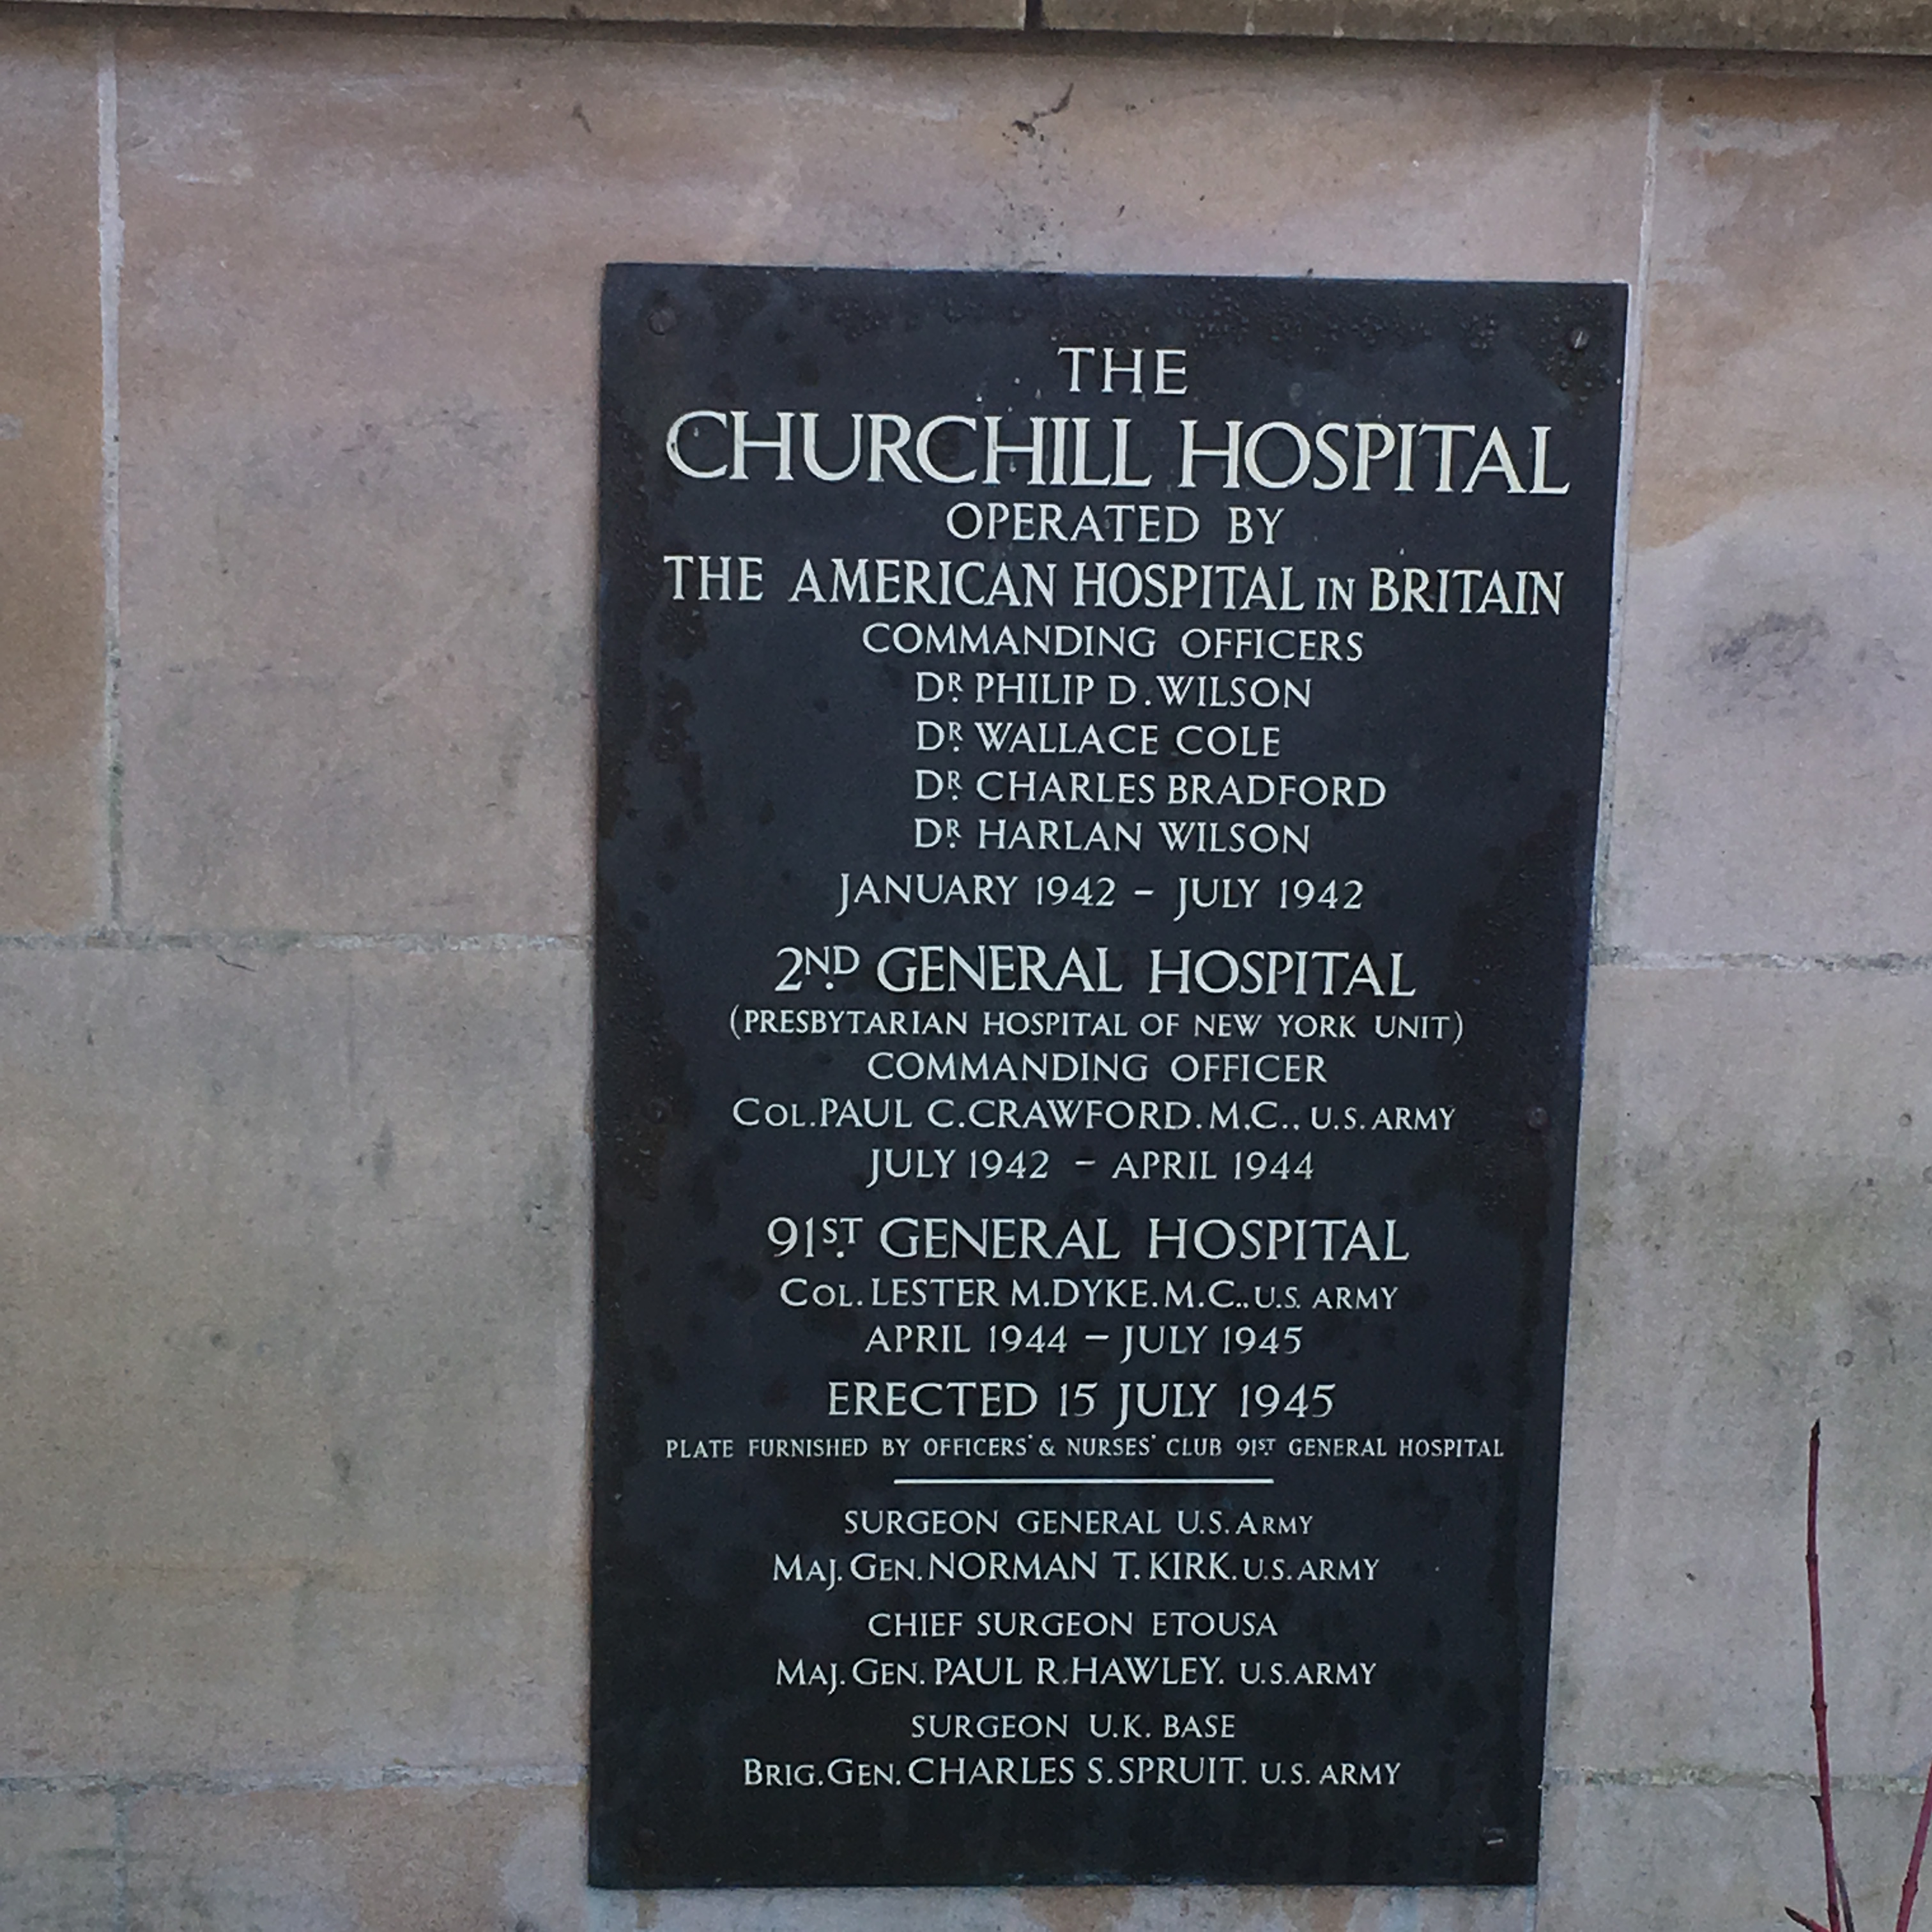 THE
CHURCHILL HOSPITAL
OPERATED BY
THE AMERICAN HOSPITAL IN BRITAIN
COMMANDING OFFICERS
DR. PHILIP D. WILSON
DR. WALLACE COLE
DR. CHARLES BRADFORD
DR. HARLAN WILSON
JANUARY 1942 – JULY 1942
2ND. GENERAL HOSPITAL
(PRESBYTARIAN HOSPITAL OF NEW YORK UNIT)
COMMANDING OFFICER
COL. PAUL C. CRAWFORD. M.C., U.S. ARMY
JULY 1942 – APRIL 1944
91ST. GENERAL HOSPITAL
COL. LESTER M. DYKE. M.C., U.S. ARMY
APRIL 1944 – JULY 1945
ERECTED 15 JULY 1945
PLATE FURNISHED BY OFFICERS' & NURSES' CLUB 91ST. GENERAL HOSPITAL
SURGEON GENERAL U.S. ARMY
MAJ. GEN. NORMAN T. KIRK. U.S. ARMY
CHIEF SURGEON ETOUSA
MAJ. GEN. PAUL R. HAWLEY. U.S. ARMY
SURGEON U.K. BASE
BRIG. GEN. CHARLES S. SPRUIT. U.S. ARMY